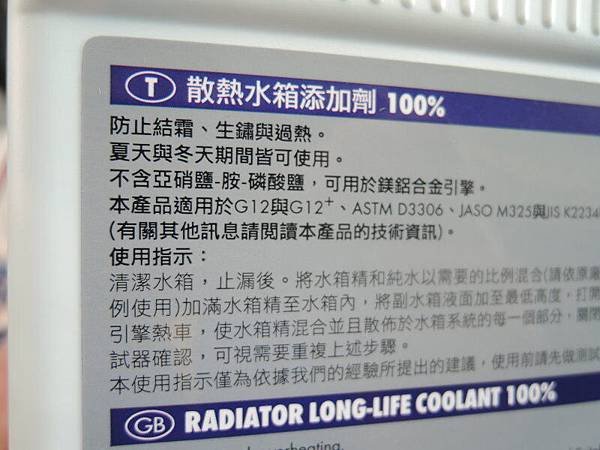 T 散熱水箱添加劑 100%
防止結霜、生鏽與過熱。
夏天與冬天期間皆可使用。
不含亞硝鹽-胺-磷酸鹽，可用於鎂鋁合金引擎。
本產品適用於G12與G12+、ASTM D3306、JASO M325與JIS K2234
(有關其他訊息請閱讀本產品的技術資訊)。
使用指示：
清潔水箱，止漏後。將水箱精和純水以需要的比例混合(請依原廠
例使用)加滿水箱精至水箱內，將副水箱液面加至最低高度，打開
引擎熱車，使水箱精混合並且散佈於水箱系統的每一個部分，關閉
試器確認，可視需要重複上述步驟。
本使用指示僅為依據我們的經驗所提出的建議，使用前請先做測試
GB RADIATOR LONG-LIFE COOLANT 100%